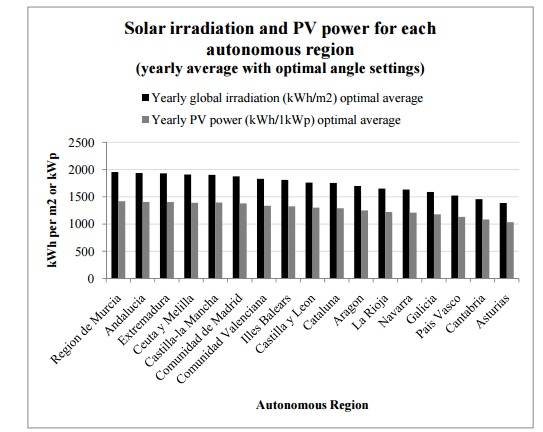 Solar irradiation and PV power for each
autonomous region
(yearly average with optimal angle settings)
Yearly global irradiation (kWh/m2) optimal average
Yearly PV power (kWh/1kWp) optimal average
kWh per m2 or kWp
2500
2000
1500
1000
500
0
Region de Murcia
Andalucia
Extremadura
Ceuta y Melilla
Castilla-la Mancha
Comunidad de Madrid
Comunidad Valenciana
Illes Balears
Castilla y Leon
Cataluna
Aragon
La Rioja
Navarra
Galicia
Pais Vasco
Cantabria
Asturias
Autonomous Region